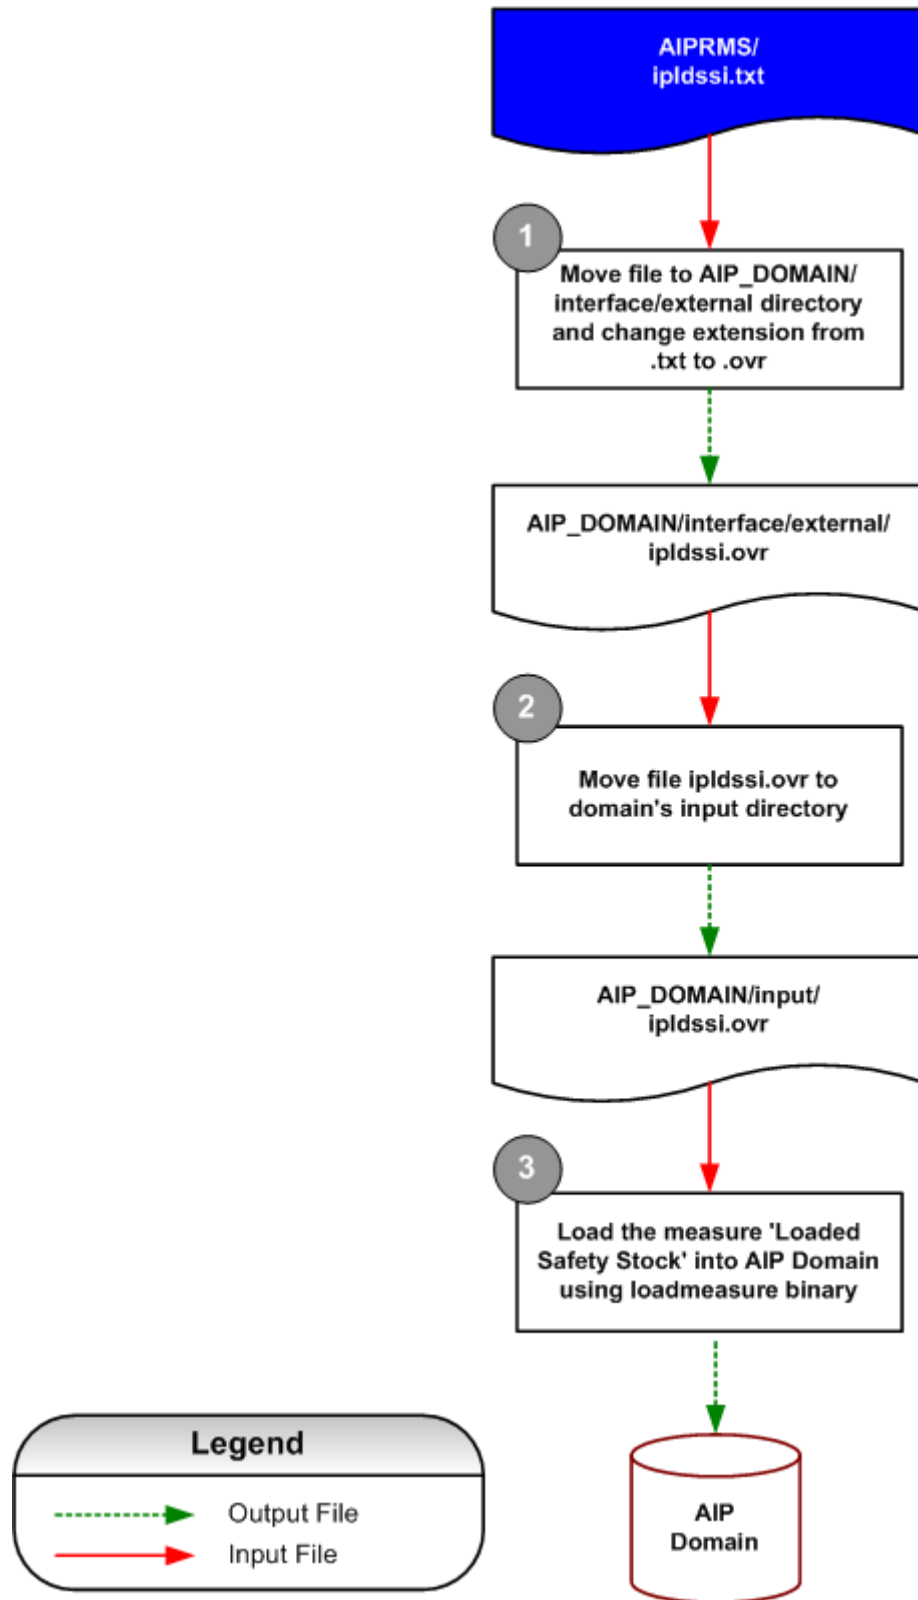 AIPRMS/
ipldssi.txt
1
Move file to AIP_DOMAIN/
interface/external directory
and change extension from
.txt to .ovr
AIP_DOMAIN/interface/external/
ipldssi.ovr
2
Move file ipldssi.ovr to
domain's input directory
AIP_DOMAIN/input/
ipldssi.ovr
3
Load the measure 'Loaded
Safety Stock' into AIP Domain
using loadmeasure binary
Legend
Output File
Input File
AIP
Domain